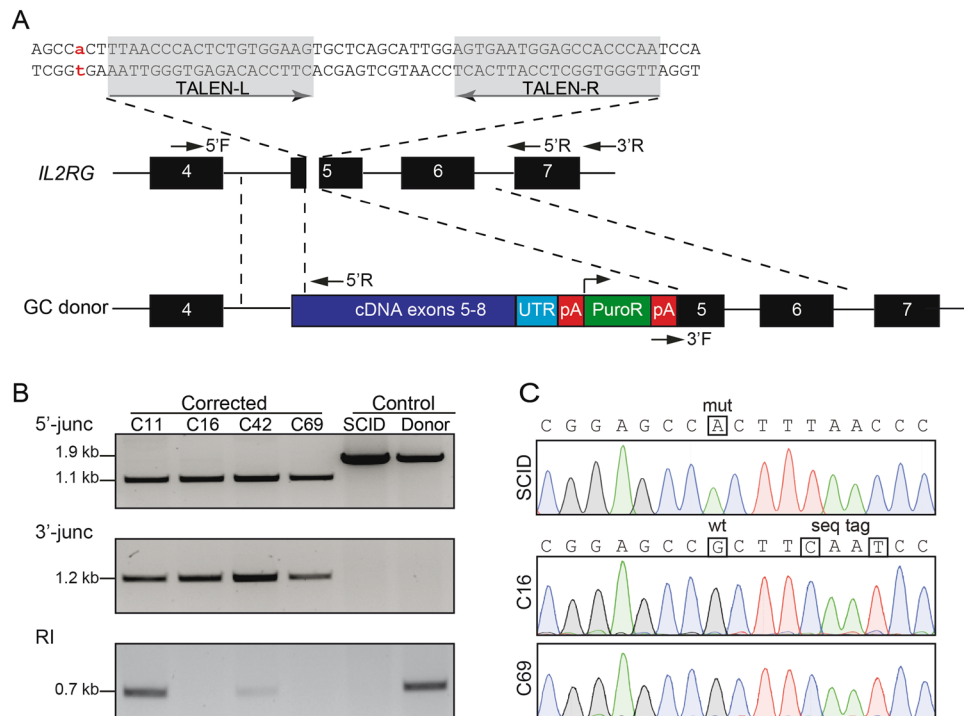 A
AGCCaCTTTAACCCACTCTGTGGAAGTGCTCAGCATTGGAGTGAATGGAGCCACCCAATCCA
TCGGtGAAATTGGGTGAGACACCTTCACGAGTCGTAACCTCACTTACCTCGGTGGGTTAGGT
TALEN-L TALEN-R
5'F 5'R 3'R
IL2RG 4 5 6 7
5'R
GC donor 4 cDNA exons 5-8 UTR pA PuroR pA 5 6 7
3'F
B
Corrected Control
5'-junc C11 C16 C42 C69 SCID Donor
1.9 kb
1.1 kb
3'-junc
1.2 kb
RI
0.7 kb
C
mut
C G G A G C C A C T T T A A C C C
SCID
wt seq tag
C G G A G C C G C T T C A A T C C
C16
C69